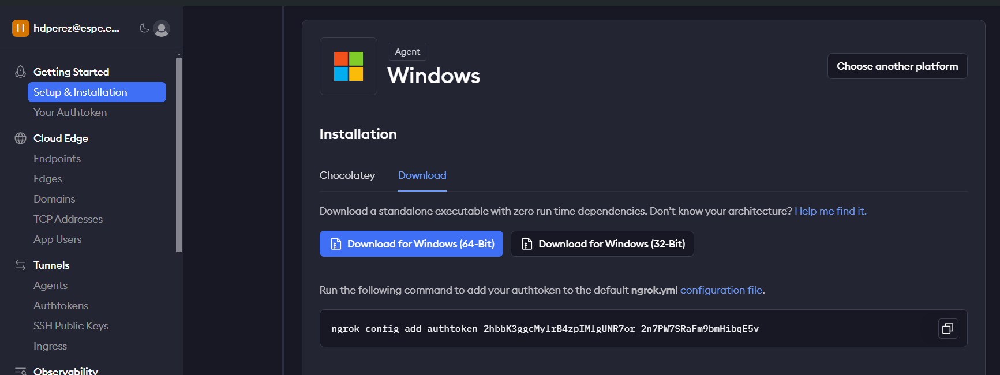 H hdperez@espe.e...
Getting Started
Setup & Installation
Your Authtoken
Cloud Edge
Endpoints
Edges
Domains
TCP Addresses
App Users
Tunnels
Agents
Authtokens
SSH Public Keys
Ingress
Observability
Agent
Windows
Choose another platform
Installation
Chocolatey Download
Download a standalone executable with zero run time dependencies. Don't know your architecture? Help me find it.
Download for Windows (64-Bit) Download for Windows (32-Bit)
Run the following command to add your authtoken to the default ngrok.yml configuration file.
ngrok config add-authtoken 2hbbK3ggcMylrB4zpIMlgUNR7or_2n7PW7SRaFm9bmHibqE5v